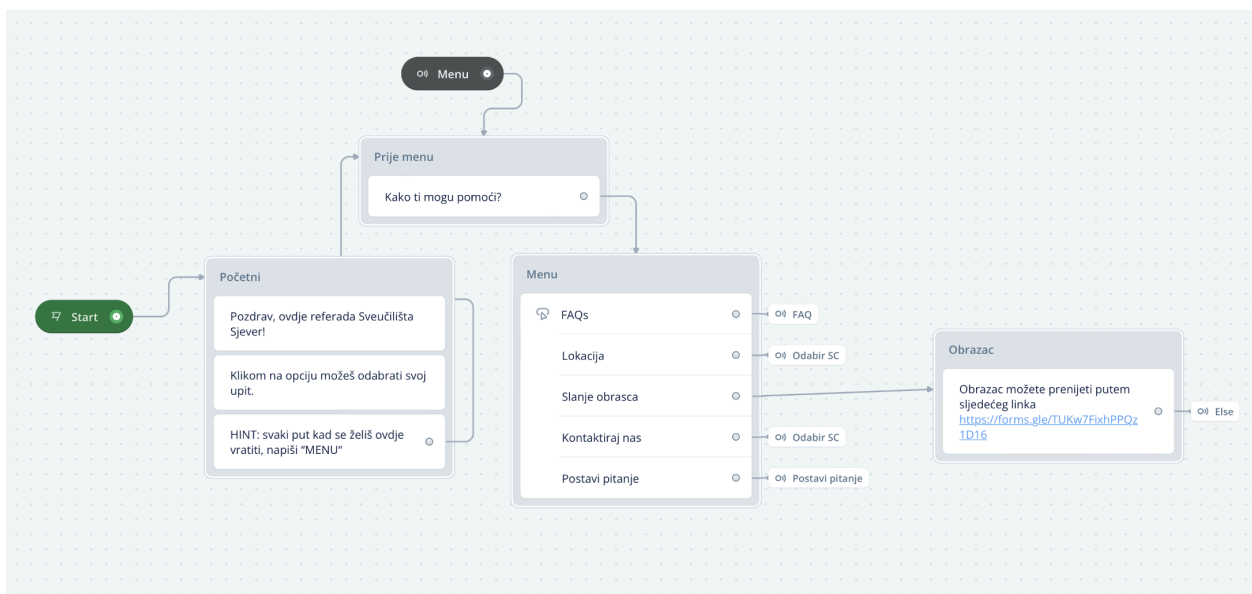 Menu
Prije menu
Kako ti mogu pomoći?
Početni
Pozdrav, ovdje referada Sveučilišta
Sjever!
Klikom na opciju možeš odabrati svoj
upit.
HINT: svaki put kad se želiš ovdje
vratiti, napiši “MENU”
Start
Menu
FAQs
FAQ
Lokacija
Odabir SC
Slanje obrasca
Kontaktiraj nas
Odabir SC
Postavi pitanje
Postavi pitanje
Obrazac
Obrazac možete prenijeti putem
sljedećeg linka
https://forms.gle/TUKw7FixhPPQz
1D16
Else